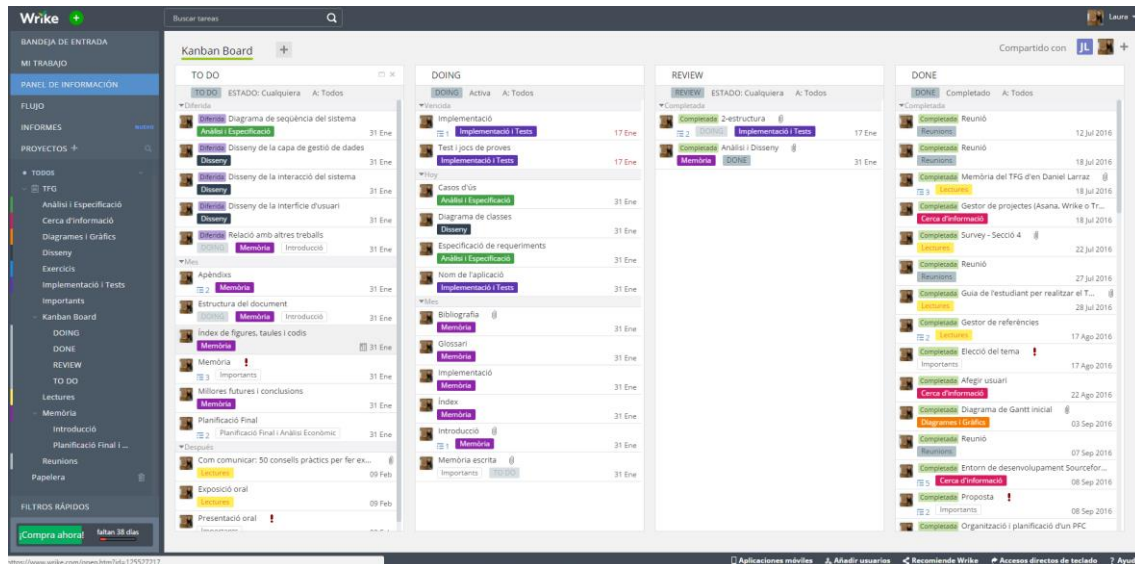 Wrike
Buscar tareas
Laura
BANDEJA DE ENTRADA
MI TRABAJO
PANEL DE INFORMACIÓN
FLUJO
INFORMES NUEVO
PROYECTOS +
TODOS
TFG
Anàlisi i Especificació
Cerca d'informació
Diagrames i Gràfics
Disseny
Exercicis
Implementació i Tests
Importants
Kanban Board
DOING
DONE
REVIEW
TO DO
Lectures
Memòria
Introducció
Planificació Final i ...
Reunions
Papelera
FILTROS RÁPIDOS
¡Compra ahora! faltan 38 días
Kanban Board +
Compartido con JL +
TO DO
TO DO ESTADO: Cualquiera A: Todos
Diferida
Diferida Diagrama de seqüència del sistema
Anàlisi i Especificació 31 Ene
Diferida Disseny de la capa de gestió de dades
Disseny 31 Ene
Diferida Disseny de la interacció del sistema
Disseny 31 Ene
Diferida Disseny de la interfície d'usuari
Disseny 31 Ene
Diferida Relació amb altres treballs
DOING Memòria Introducció 31 Ene
Mes
Apèndixs
2 Memòria 31 Ene
Estructura del document
DOING Memòria Introducció 31 Ene
Índex de figures, taules i codis
Memòria 31 Ene
Memòria
3 Importants 31 Ene
Millores futures i conclusions
Memòria 31 Ene
Planificació Final
2 Planificació Final i Anàlisi Econòmic 31 Ene
Después
Com comunicar: 50 consells pràctics per fer ex...
Lectures 09 Feb
Exposició oral
Lectures 09 Feb
Presentació oral
DOING
DOING Activa A: Todos
Vencida
Implementació
1 Implementació i Tests 17 Ene
Test i jocs de proves
Implementació i Tests 17 Ene
Hoy
Casos d'ús
Anàlisi i Especificació 31 Ene
Diagrama de classes
Disseny 31 Ene
Especificació de requeriments
Anàlisi i Especificació 31 Ene
Nom de l'aplicació
Implementació i Tests 31 Ene
Mes
Bibliografia
Memòria 31 Ene
Glossari
Memòria 31 Ene
Implementació
Memòria 31 Ene
Índex
Memòria 31 Ene
Introducció
1 Memòria 31 Ene
Memòria escrita
Importants TO DO 31 Ene
REVIEW
REVIEW ESTADO: Cualquiera A: Todos
Completada
Completada 2-estructura
2 DOING Implementació i Tests 17 Ene
Completada Anàlisi i Disseny
Memòria DONE 31 Ene
DONE
DONE Completado A: Todos
Completada
Completada Reunió
Reunions 12 Jul 2016
Completada Reunió
Reunions 18 Jul 2016
Completada Memòria del TFG d'en Daniel Larraz
3 Lectures 18 Jul 2016
Completada Gestor de projectes (Asana, Wrike o Tr...
Cerca d'informació 18 Jul 2016
Completada Survey - Secció 4
Lectures 22 Jul 2016
Completada Reunió
Reunions 27 Jul 2016
Completada Guia de l'estudiant per realitzar el T...
Lectures 28 Jul 2016
Completada Gestor de referències
2 Lectures 17 Ago 2016
Completada Elecció del tema
Importants 17 Ago 2016
Completada Afegir usuari
Cerca d'informació 22 Ago 2016
Completada Diagrama de Gantt inicial
Diagrames i Gràfics 03 Sep 2016
Completada Reunió
Reunions 07 Sep 2016
Completada Entorn de desenvolupament Sourcefor...
5 Cerca d'informació 08 Sep 2016
Completada Proposta
2 Importants 08 Sep 2016
Completada Organització i planificació d'un PFC
https://www.wrike.com/open.htm?id=125527217
Aplicaciones móviles Añadir usuarios Recomiende Wrike Accesos directos de teclado ? Ayud